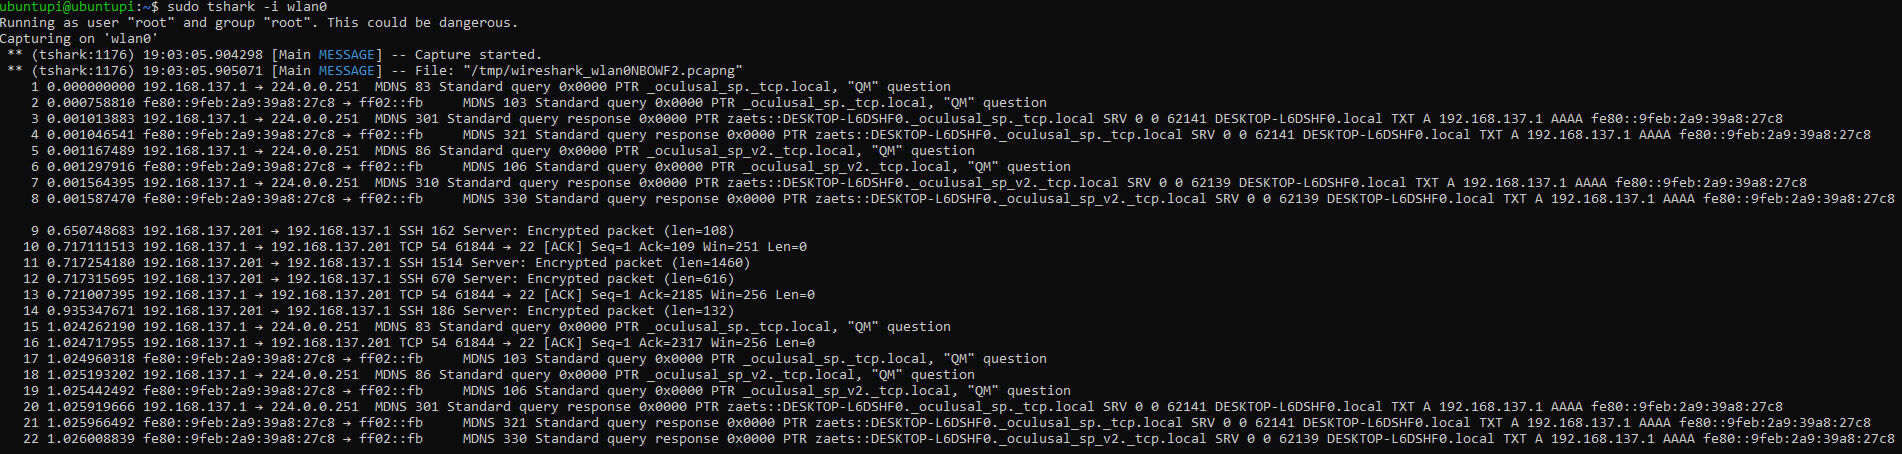 ubuntupi@ubuntupi:~$ sudo tshark -i wlan0
Running as user "root" and group "root". This could be dangerous.
Capturing on 'wlan0'
 ** (tshark:1176) 19:03:05.904298 [Main MESSAGE] -- Capture started.
 ** (tshark:1176) 19:03:05.905071 [Main MESSAGE] -- File: "/tmp/wireshark_wlan0NBOWF2.pcapng"
    1 0.000000000 192.168.137.1 → 224.0.0.251  MDNS 83 Standard query 0x0000 PTR _oculusal_sp._tcp.local, "QM" question
    2 0.000758810 fe80::9feb:2a9:39a8:27c8 → ff02::fb     MDNS 103 Standard query 0x0000 PTR _oculusal_sp._tcp.local, "QM" question
    3 0.001013883 192.168.137.1 → 224.0.0.251  MDNS 301 Standard query response 0x0000 PTR zaets::DESKTOP-L6DSHF0._oculusal_sp._tcp.local SRV 0 0 62141 DESKTOP-L6DSHF0.local TXT A 192.168.137.1 AAAA fe80::9feb:2a9:39a8:27c8
    4 0.001046541 fe80::9feb:2a9:39a8:27c8 → ff02::fb     MDNS 321 Standard query response 0x0000 PTR zaets::DESKTOP-L6DSHF0._oculusal_sp._tcp.local SRV 0 0 62141 DESKTOP-L6DSHF0.local TXT A 192.168.137.1 AAAA fe80::9feb:2a9:39a8:27c8
    5 0.001167489 192.168.137.1 → 224.0.0.251  MDNS 86 Standard query 0x0000 PTR _oculusal_sp_v2._tcp.local, "QM" question
    6 0.001297916 fe80::9feb:2a9:39a8:27c8 → ff02::fb     MDNS 106 Standard query 0x0000 PTR _oculusal_sp_v2._tcp.local, "QM" question
    7 0.001564395 192.168.137.1 → 224.0.0.251  MDNS 310 Standard query response 0x0000 PTR zaets::DESKTOP-L6DSHF0._oculusal_sp_v2._tcp.local SRV 0 0 62139 DESKTOP-L6DSHF0.local TXT A 192.168.137.1 AAAA fe80::9feb:2a9:39a8:27c8
    8 0.001587470 fe80::9feb:2a9:39a8:27c8 → ff02::fb     MDNS 330 Standard query response 0x0000 PTR zaets::DESKTOP-L6DSHF0._oculusal_sp_v2._tcp.local SRV 0 0 62139 DESKTOP-L6DSHF0.local TXT A 192.168.137.1 AAAA fe80::9feb:2a9:39a8:27c8
    9 0.650748683 192.168.137.201 → 192.168.137.1 SSH 162 Server: Encrypted packet (len=108)
   10 0.717111513 192.168.137.1 → 192.168.137.201 TCP 54 61844 → 22 [ACK] Seq=1 Ack=109 Win=251 Len=0
   11 0.717254180 192.168.137.201 → 192.168.137.1 SSH 1514 Server: Encrypted packet (len=1460)
   12 0.717315695 192.168.137.201 → 192.168.137.1 SSH 670 Server: Encrypted packet (len=616)
   13 0.721007395 192.168.137.1 → 192.168.137.201 TCP 54 61844 → 22 [ACK] Seq=1 Ack=2185 Win=256 Len=0
   14 0.935347671 192.168.137.201 → 192.168.137.1 SSH 186 Server: Encrypted packet (len=132)
   15 1.024262190 192.168.137.1 → 224.0.0.251  MDNS 83 Standard query 0x0000 PTR _oculusal_sp._tcp.local, "QM" question
   16 1.024717955 192.168.137.1 → 192.168.137.201 TCP 54 61844 → 22 [ACK] Seq=1 Ack=2317 Win=256 Len=0
   17 1.024960318 fe80::9feb:2a9:39a8:27c8 → ff02::fb     MDNS 103 Standard query 0x0000 PTR _oculusal_sp._tcp.local, "QM" question
   18 1.025193202 192.168.137.1 → 224.0.0.251  MDNS 86 Standard query 0x0000 PTR _oculusal_sp_v2._tcp.local, "QM" question
   19 1.025442492 fe80::9feb:2a9:39a8:27c8 → ff02::fb     MDNS 106 Standard query 0x0000 PTR _oculusal_sp_v2._tcp.local, "QM" question
   20 1.025919666 192.168.137.1 → 224.0.0.251  MDNS 301 Standard query response 0x0000 PTR zaets::DESKTOP-L6DSHF0._oculusal_sp._tcp.local SRV 0 0 62141 DESKTOP-L6DSHF0.local TXT A 192.168.137.1 AAAA fe80::9feb:2a9:39a8:27c8
   21 1.025966492 fe80::9feb:2a9:39a8:27c8 → ff02::fb     MDNS 321 Standard query response 0x0000 PTR zaets::DESKTOP-L6DSHF0._oculusal_sp._tcp.local SRV 0 0 62141 DESKTOP-L6DSHF0.local TXT A 192.168.137.1 AAAA fe80::9feb:2a9:39a8:27c8
   22 1.026008839 fe80::9feb:2a9:39a8:27c8 → ff02::fb     MDNS 330 Standard query response 0x0000 PTR zaets::DESKTOP-L6DSHF0._oculusal_sp_v2._tcp.local SRV 0 0 62139 DESKTOP-L6DSHF0.local TXT A 192.168.137.1 AAAA fe80::9feb:2a9:39a8:27c8